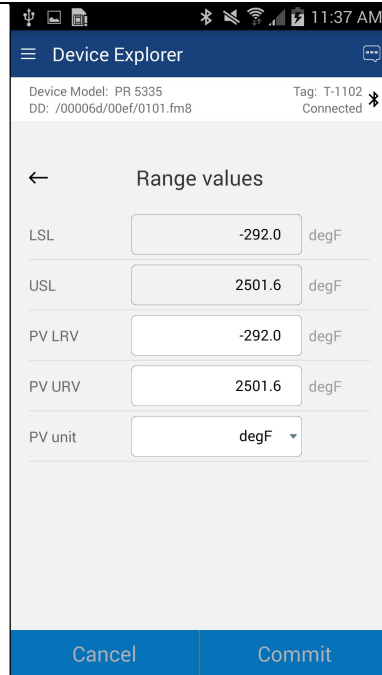 11:37 AM
Device Explorer
Device Model: PR 5335
Tag: T-1102
DD: /00006d/00ef/0101.fm8
Connected
Range values
LSL -292.0 degF
USL 2501.6 degF
PV LRV -292.0 degF
PV URV 2501.6 degF
PV unit degF
Cancel Commit